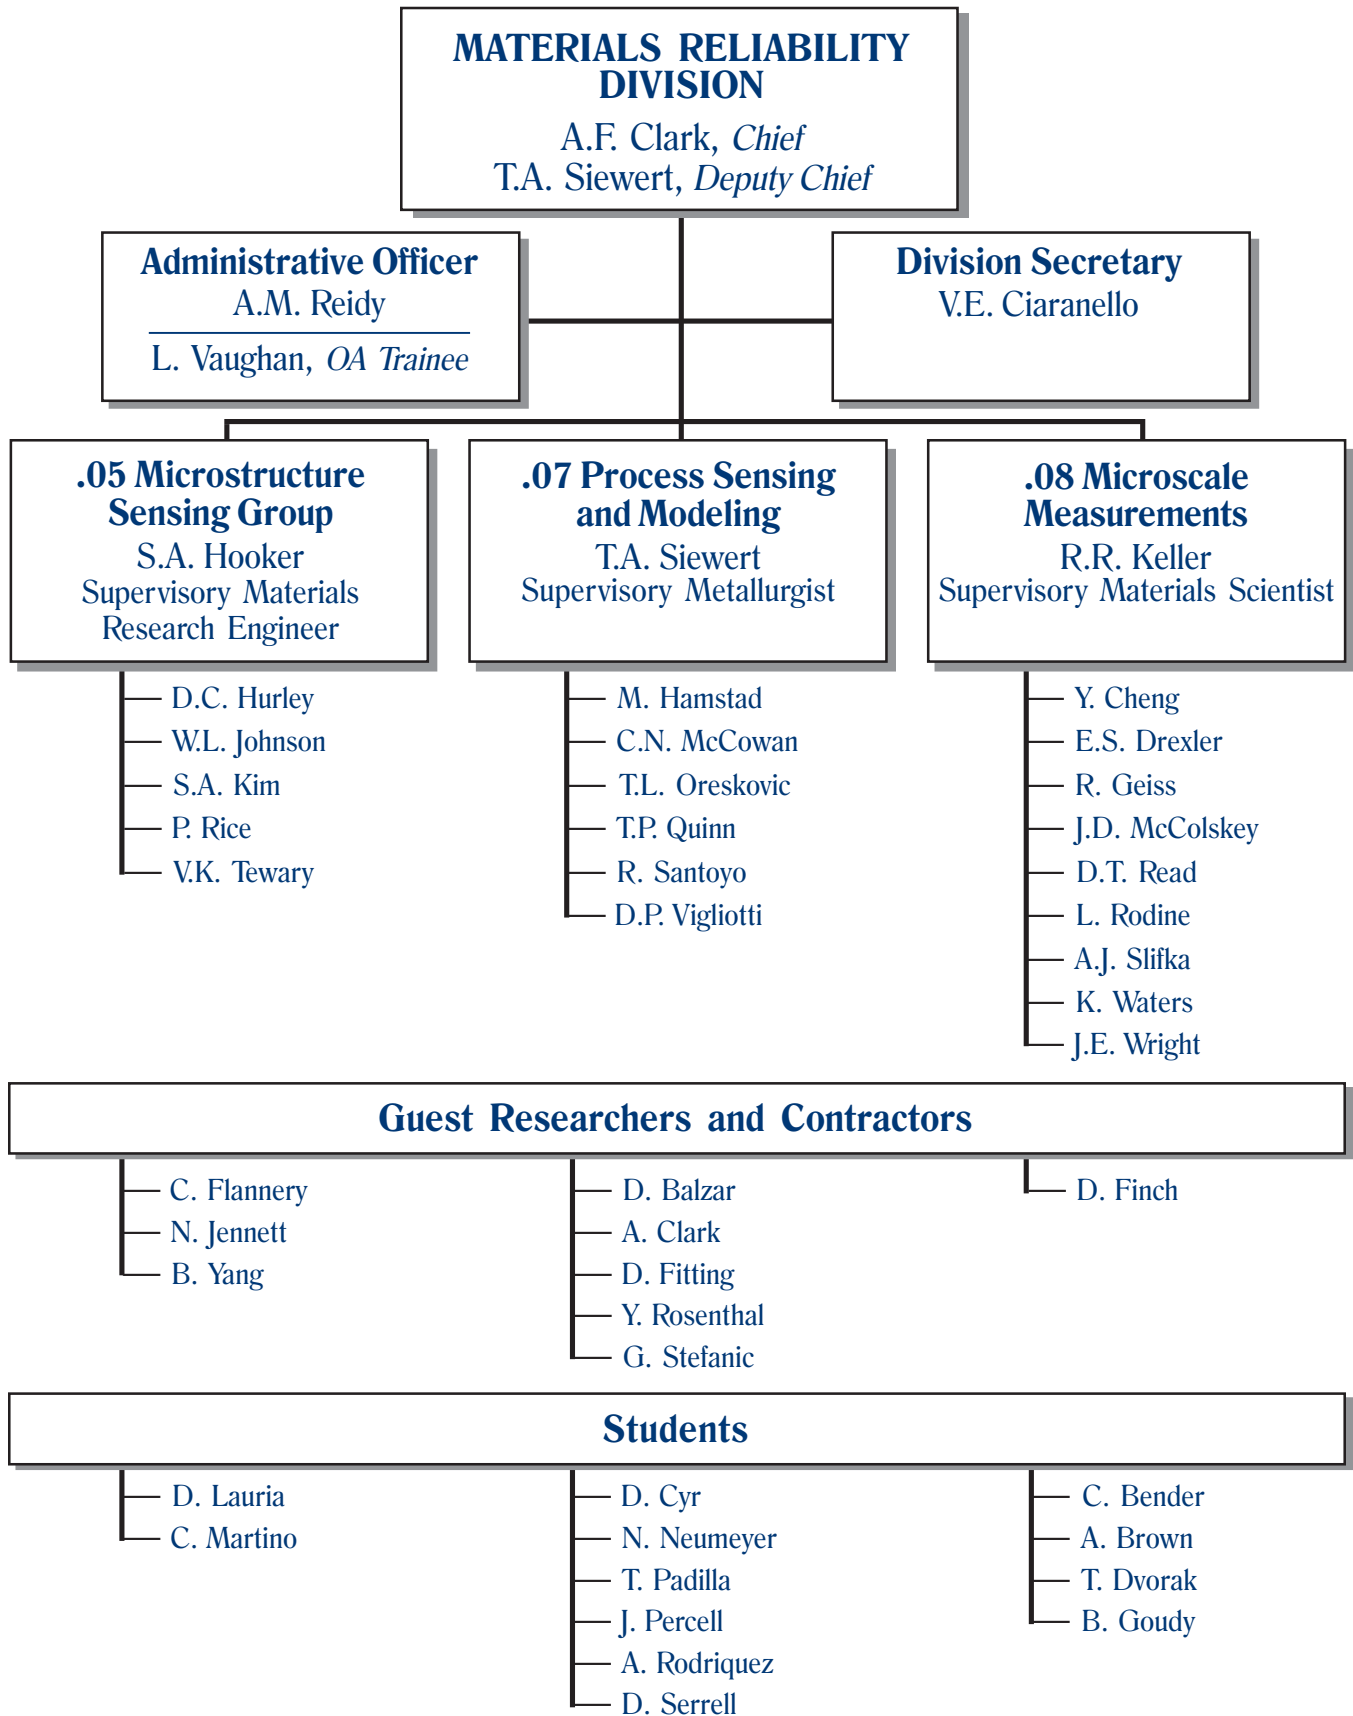 MATERIALS RELIABILITY
DIVISION
A.F. Clark, Chief
T.A. Siewert, Deputy Chief
Administrative Officer
A.M. Reidy
L. Vaughan, OA Trainee
Division Secretary
V.E. Ciaranello
.05 Microstructure
Sensing Group
S.A. Hooker
Supervisory Materials
Research Engineer
D.C. Hurley
W.L. Johnson
S.A. Kim
P. Rice
V.K. Tewary
.07 Process Sensing
and Modeling
T.A. Siewert
Supervisory Metallurgist
M. Hamstad
C.N. McCowan
T.L. Oreskovic
T.P. Quinn
R. Santoyo
D.P. Vigliotti
.08 Microscale
Measurements
R.R. Keller
Supervisory Materials Scientist
Y. Cheng
E.S. Drexler
R. Geiss
J.D. McColskey
D.T. Read
L. Rodine
A.J. Slifka
K. Waters
J.E. Wright
Guest Researchers and Contractors
C. Flannery
N. Jennett
B. Yang
D. Balzar
A. Clark
D. Fitting
Y. Rosenthal
G. Stefanic
D. Finch
Students
D. Lauria
C. Martino
D. Cyr
N. Neumeyer
T. Padilla
J. Percell
A. Rodriquez
D. Serrell
C. Bender
A. Brown
T. Dvorak
B. Goudy